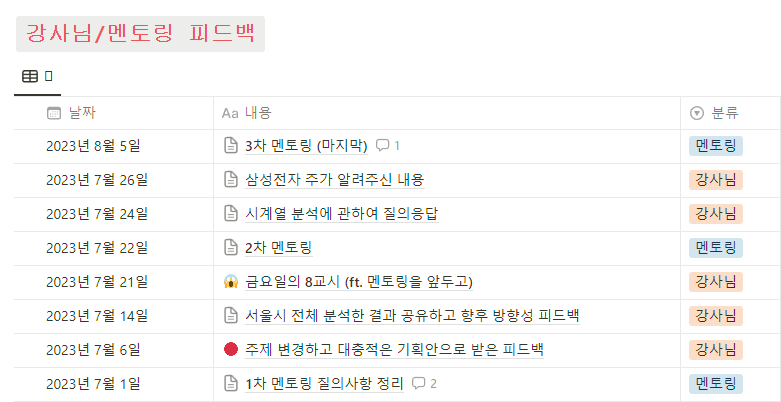 강사님/멘토링 피드백
날짜 Aa 내용 분류
2023년 8월 5일 3차 멘토링 (마지막) 1 멘토링
2023년 7월 26일 삼성전자 주가 알려주신 내용 강사님
2023년 7월 24일 시계열 분석에 관하여 질의응답 강사님
2023년 7월 22일 2차 멘토링 멘토링
2023년 7월 21일 😱 금요일의 8교시 (ft. 멘토링을 앞두고) 강사님
2023년 7월 14일 서울시 전체 분석한 결과 공유하고 향후 방향성 피드백 강사님
2023년 7월 6일 🔴 주제 변경하고 대충적은 기획안으로 받은 피드백 강사님
2023년 7월 1일 1차 멘토링 질의사항 정리 2 멘토링